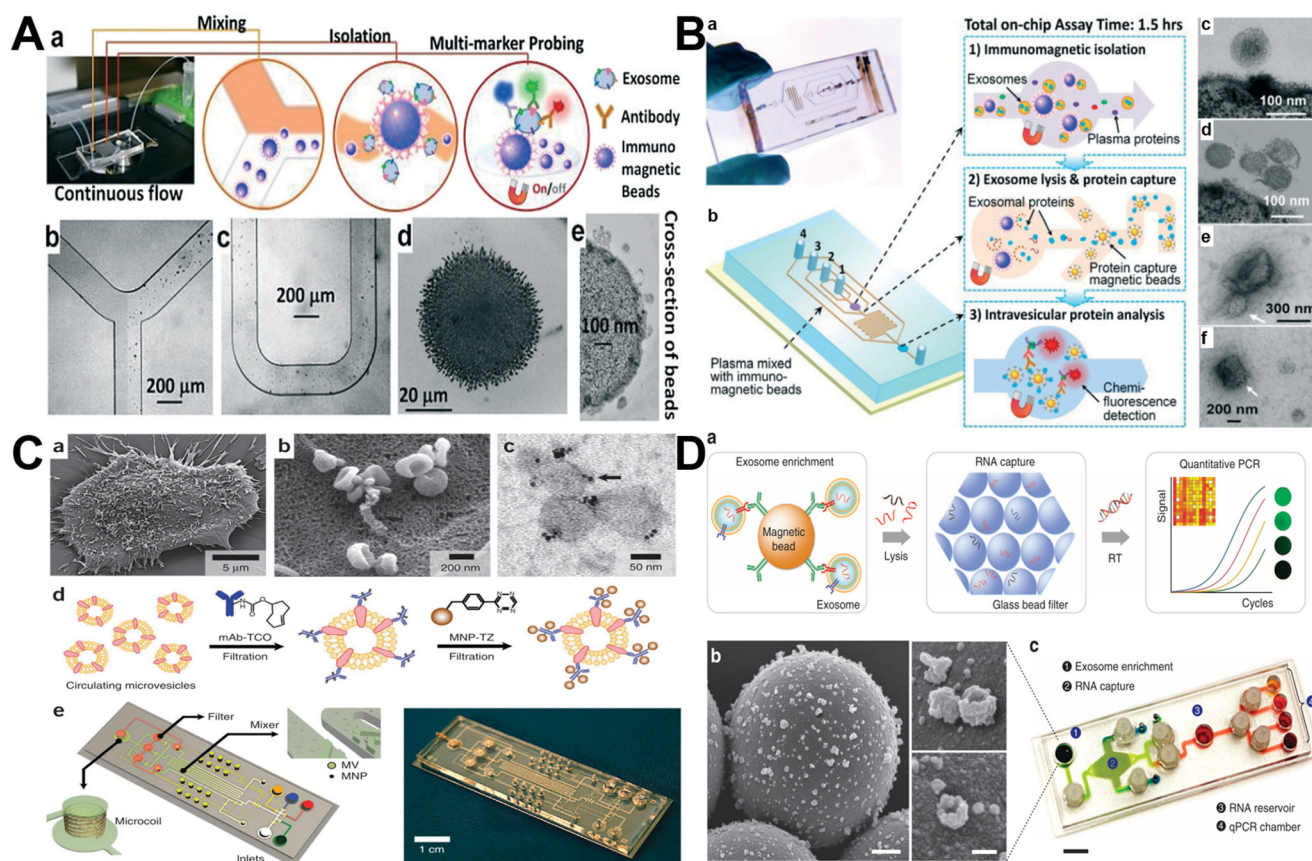 A
a
Mixing
Isolation
Multi-marker Probing
Exosome
Antibody
Immuno
magnetic
Beads
On/off
Continuous flow
b
200 μm
c
200 μm
d
20 μm
e
100 nm
Cross-section of beads
B
a
b
4
3
2
1
Plasma mixed
with immuno-
magnetic beads
Total on-chip Assay Time: 1.5 hrs
1) Immunomagnetic isolation
Exosomes
Plasma proteins
2) Exosome lysis & protein capture
Exosomal proteins
Protein capture
magnetic beads
3) Intravesicular protein analysis
Chemi-
fluorescence
detection
c
100 nm
d
100 nm
e
300 nm
f
200 nm
C
a
5 μm
b
200 nm
c
50 nm
d
Circulating microvesicles
mAb-TCO
Filtration
N
H
O
O
MNP-TZ
Filtration
N N
N N
e
Filter
Mixer
MV
MNP
Microcoil
Inlets
1 cm
D
a
Exosome enrichment
Magnetic
bead
Exosome
Lysis
RNA capture
Glass bead filter
RT
Quantitative PCR
Signal
Cycles
b
c
1 Exosome enrichment
2 RNA capture
1
2
3
4
3 RNA reservoir
4 qPCR chamber